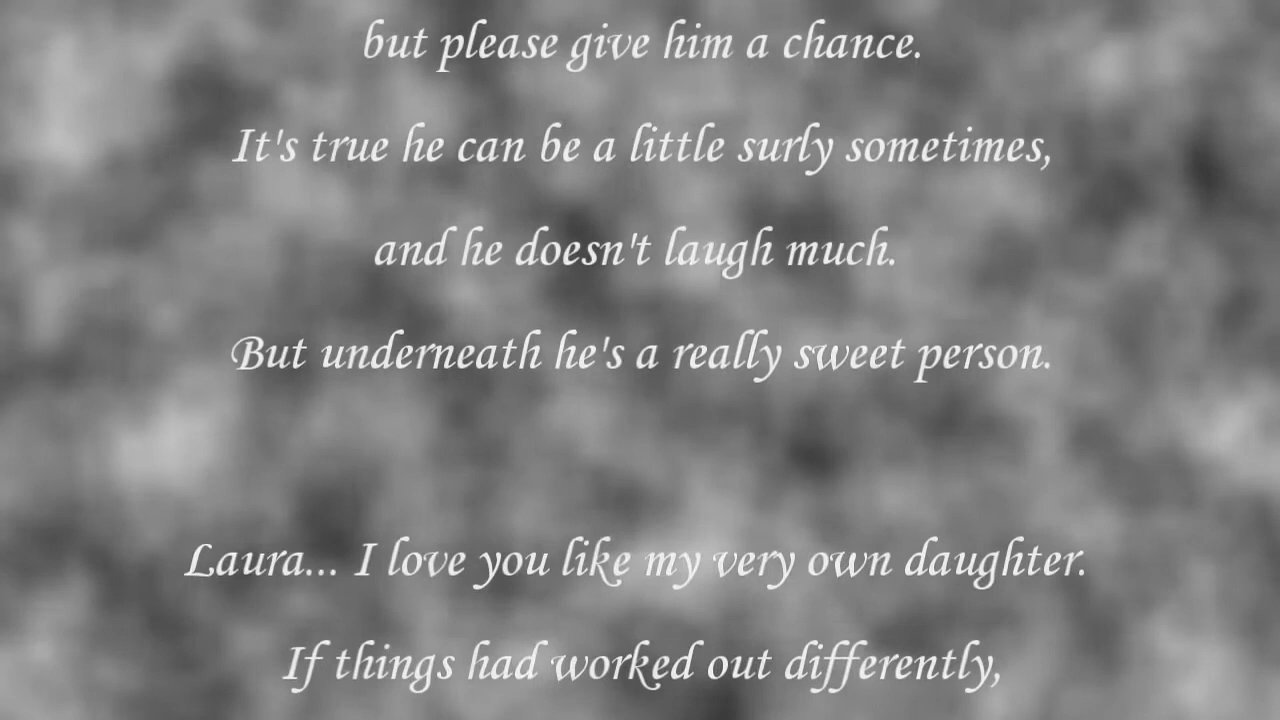 but please give him a chance.
It's true he can be a little surly sometimes,
and he doesn't laugh much.
But underneath he's a really sweet person.
Laura... I love you like my very own daughter.
If things had worked out differently,